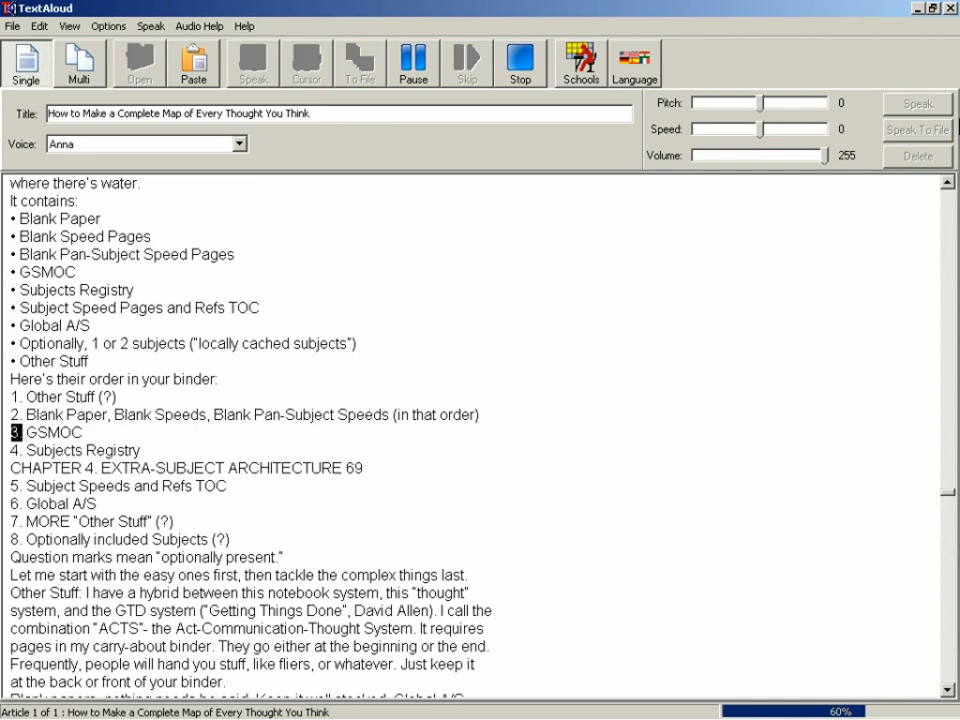 TextAloud
File Edit View Options Speak Audio Help Help
Single Multi Open Paste Speak Cursor To File Pause Skip Stop Schools Language
Title: How to Make a Complete Map of Every Thought You Think
Voice: Anna
Pitch: 0 Speak
Speed: 0 Speak To File
Volume: 255 Delete
where there's water.
It contains:
• Blank Paper
• Blank Speed Pages
• Blank Pan-Subject Speed Pages
• GSMOC
• Subjects Registry
• Subject Speed Pages and Refs TOC
• Global A/S
• Optionally, 1 or 2 subjects ("locally cached subjects")
• Other Stuff
Here's their order in your binder:
1. Other Stuff (?)
2. Blank Paper, Blank Speeds, Blank Pan-Subject Speeds (in that order)
3. GSMOC
4. Subjects Registry
CHAPTER 4. EXTRA-SUBJECT ARCHITECTURE 69
5. Subject Speeds and Refs TOC
6. Global A/S
7. MORE "Other Stuff" (?)
8. Optionally included Subjects (?)
Question marks mean "optionally present."
Let me start with the easy ones first, then tackle the complex things last.
Other Stuff: I have a hybrid between this notebook system, this "thought"
system, and the GTD system ("Getting Things Done", David Allen). I call the
combination "ACTS"- the Act-Communication-Thought System. It requires
pages in my carry-about binder. They go either at the beginning or the end.
Frequently, people will hand you stuff, like fliers, or whatever. Just keep it
at the back or front of your binder.
Blank papers, nothing needs be said. Keep it well stocked. Global A/S
Article 1 of 1 : How to Make a Complete Map of Every Thought You Think 60%